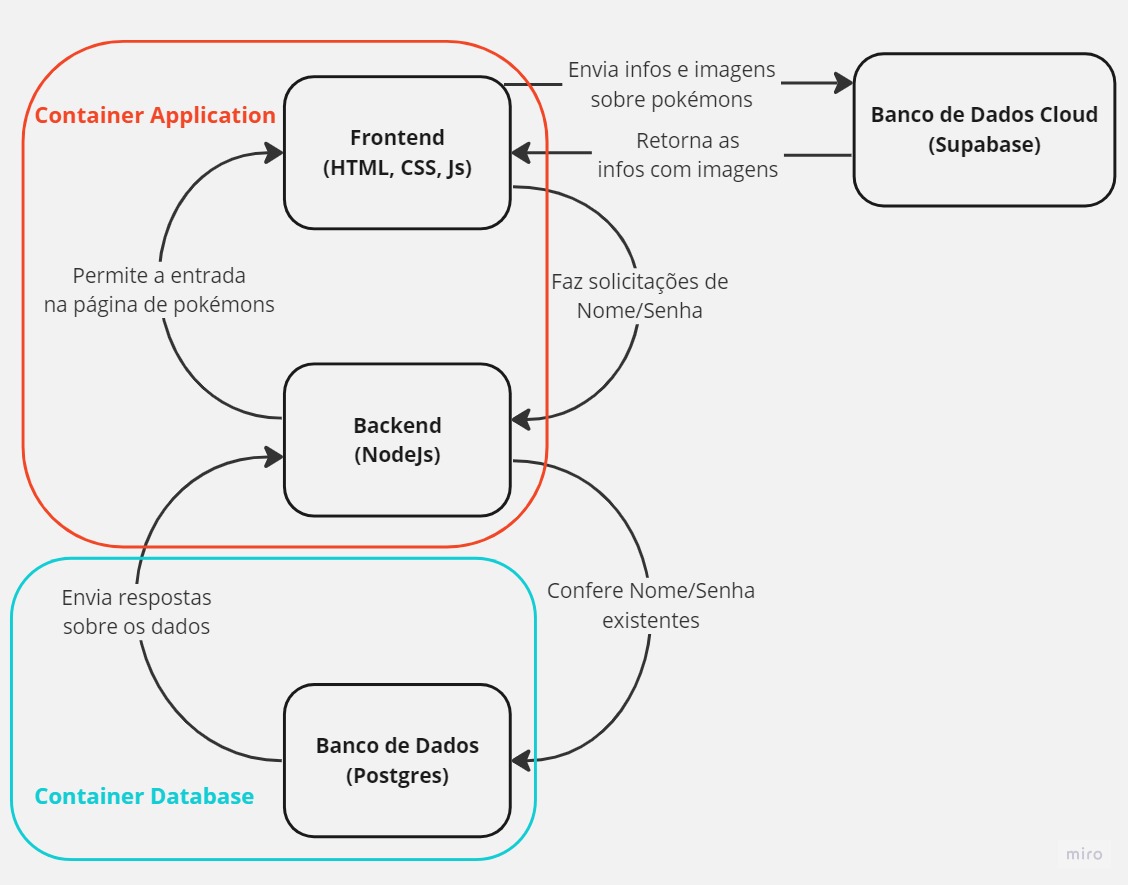 Container Application
Frontend
(HTML, CSS, Js)
Envia infos e imagens
sobre pokémons
Retorna as
infos com imagens
Banco de Dados Cloud
(Supabase)
Permite a entrada
na página de pokémons
Faz solicitações de
Nome/Senha
Backend
(NodeJs)
Envia respostas
sobre os dados
Confere Nome/Senha
existentes
Banco de Dados
(Postgres)
Container Database
miro